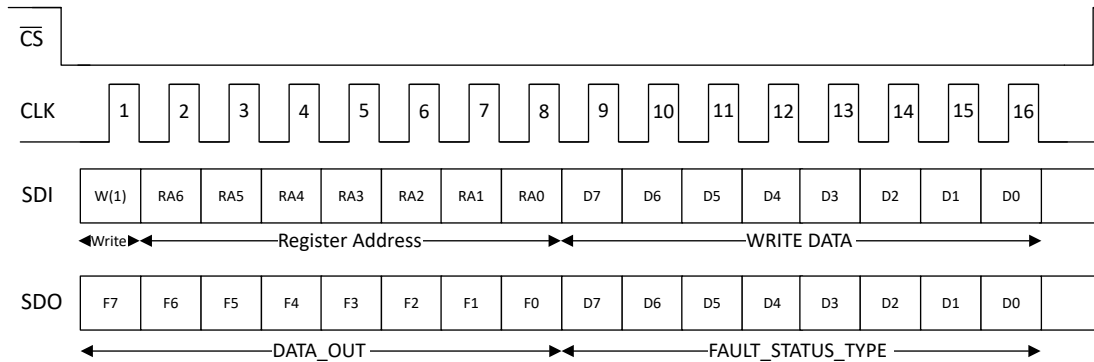 CS
CLK 1 2 3 4 5 6 7 8 9 10 11 12 13 14 15 16
SDI W(1) RA6 RA5 RA4 RA3 RA2 RA1 RA0 D7 D6 D5 D4 D3 D2 D1 D0
Write Register Address WRITE DATA
SDO F7 F6 F5 F4 F3 F2 F1 F0 D7 D6 D5 D4 D3 D2 D1 D0
DATA_OUT FAULT_STATUS_TYPE